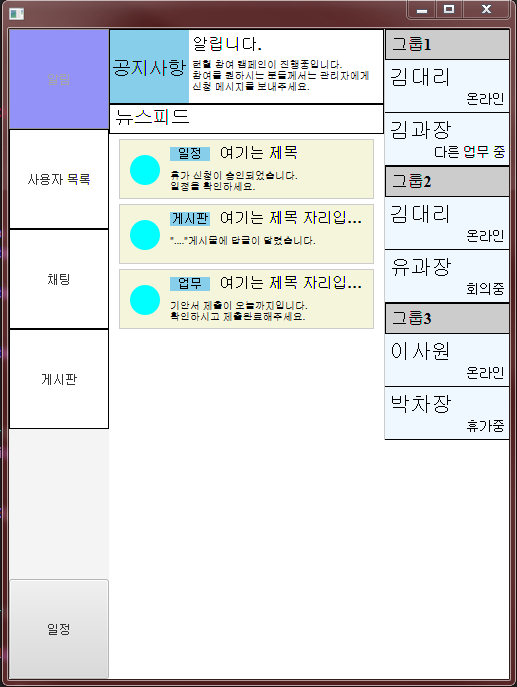 메인
사용자 목록
채팅
게시판
일정
공지사항
알립니다.
헌혈 참여 캠페인이 진행중입니다.
참여를 원하시는 분들께서는 관리자에게
신청 메시지를 보내주세요.
뉴스피드
일정 여기는 제목
휴가 신청이 승인되었습니다.
일정을 확인하세요.
게시판 여기는 제목 자리입...
"...."게시물에 답글이 달렸습니다.
업무 여기는 제목 자리입...
기안서 제출이 오늘까지입니다.
확인하시고 제출완료해주세요.
그룹1
김대리
온라인
김과장
다른 업무 중
그룹2
김대리
온라인
유과장
회의중
그룹3
이사원
온라인
박차장
휴가중